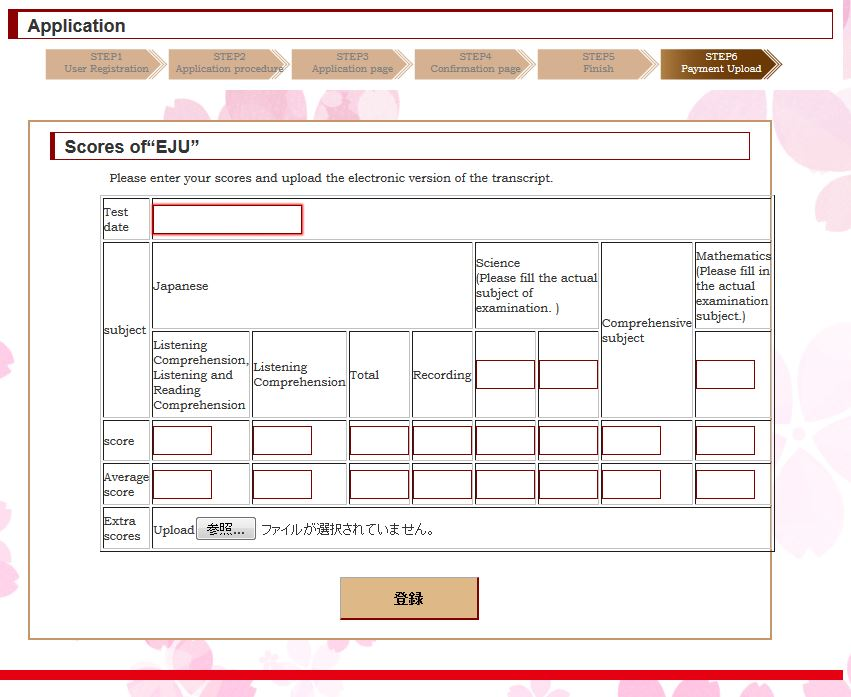 Application
STEP1
User Registration
STEP2
Application procedure
STEP3
Application page
STEP4
Confirmation page
STEP5
Finish
STEP6
Payment Upload
Scores of“EJU”
Please enter your scores and upload the electronic version of the transcript.
Test
date
subject
Japanese
Science
(Please fill the actual
subject of
examination. )
Comprehensive
subject
Mathematics
(Please fill in
the actual
examination
subject.)
Listening
Comprehension,
Listening and
Reading
Comprehension
Listening
Comprehension
Total
Recording
score
Average
score
Extra
scores
Upload 参照... ファイルが選択されていません。
登録